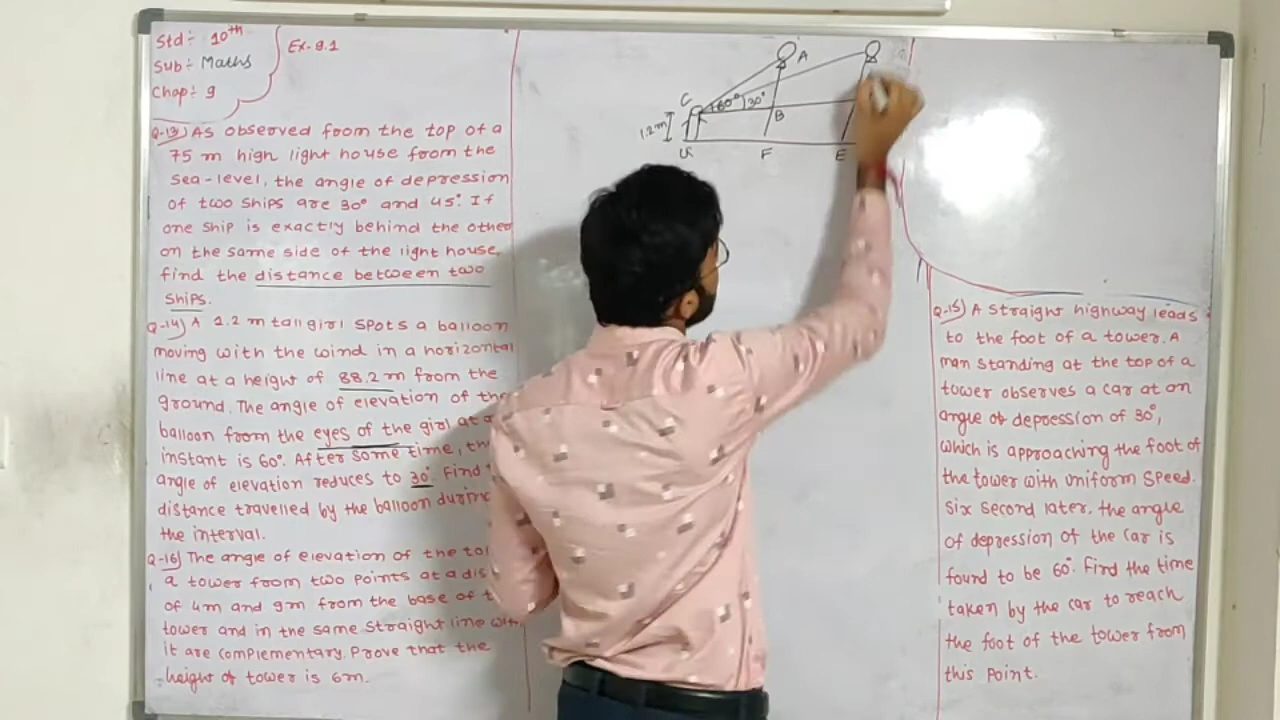 Std:- 10th
Sub:- Maths
Chap:- 9
Ex-9.1
Q-13) As observed from the top of a
75 m high light house from the
sea-level, the angle of depression
of two ships are 30° and 45°. If
one ship is exactly behind the other
on the same side of the light house,
find the distance between two
ships.
Q-14) A 1.2 m tall girl spots a balloon
moving with the wind in a horizontal
line at a height of 88.2 m from the
ground. The angle of elevation of the
balloon from the eyes of the girl at
instant is 60°. After some time, the
angle of elevation reduces to 30°. Find
distance travelled by the balloon during
the interval.
Q-16) The angle of elevation of the
a tower from two points at a
of 4m and 9m from the base of
tower and in the same straight line with
it are complementary. Prove that the
height of tower is 6m.
A
C
60° 30°
B
1.2m
G F E
Q-15) A straight highway leads
to the foot of a tower. A
man standing at the top of a
tower observes a car at an
angle of depression of 30°,
which is approaching the foot of
the tower with uniform speed.
six second later, the angle
of depression of the car is
found to be 60°. Find the time
taken by the car to reach
the foot of the tower from
this point.